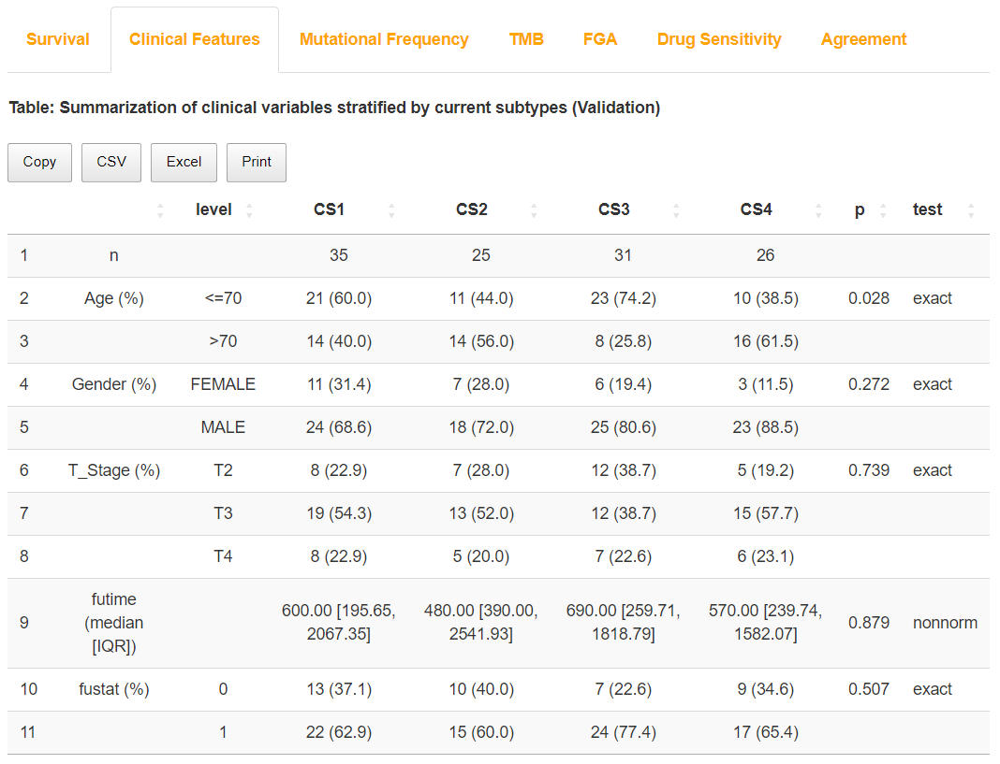 Survival Clinical Features Mutational Frequency TMB FGA Drug Sensitivity Agreement
Table: Summarization of clinical variables stratified by current subtypes (Validation)
Copy CSV Excel Print
level CS1 CS2 CS3 CS4 p test
1 n 35 25 31 26
2 Age (%) <=70 21 (60.0) 11 (44.0) 23 (74.2) 10 (38.5) 0.028 exact
3 >70 14 (40.0) 14 (56.0) 8 (25.8) 16 (61.5)
4 Gender (%) FEMALE 11 (31.4) 7 (28.0) 6 (19.4) 3 (11.5) 0.272 exact
5 MALE 24 (68.6) 18 (72.0) 25 (80.6) 23 (88.5)
6 T_Stage (%) T2 8 (22.9) 7 (28.0) 12 (38.7) 5 (19.2) 0.739 exact
7 T3 19 (54.3) 13 (52.0) 12 (38.7) 15 (57.7)
8 T4 8 (22.9) 5 (20.0) 7 (22.6) 6 (23.1)
futime
600.00 [195.65, 480.00 [390.00, 690.00 [259.71, 570.00 [239.74,
9 (median 0.879 nonnorm
2067.35] 2541.93] 1818.79] 1582.07]
[IQR])
10 fustat (%) 0 13 (37.1) 10 (40.0) 7 (22.6) 9 (34.6) 0.507 exact
11 1 22 (62.9) 15 (60.0) 24 (77.4) 17 (65.4)